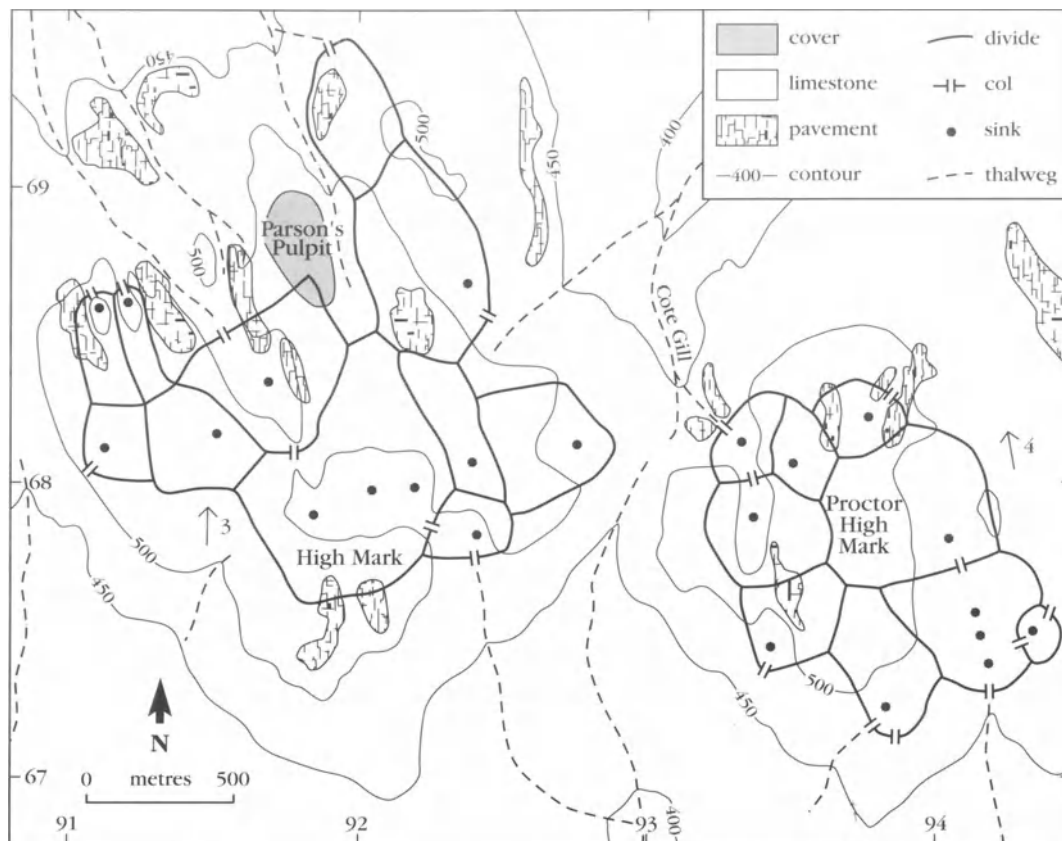 cover
limestone
pavement
400 contour
divide
col
sink
thalweg
450
500
400
450
69
Parson's
Pulpit
500
Cote Gill
68
3
High Mark
500
450
4
Proctor
High
Mark
500
450
N
0 metres 500
67
400
91
92
93
94